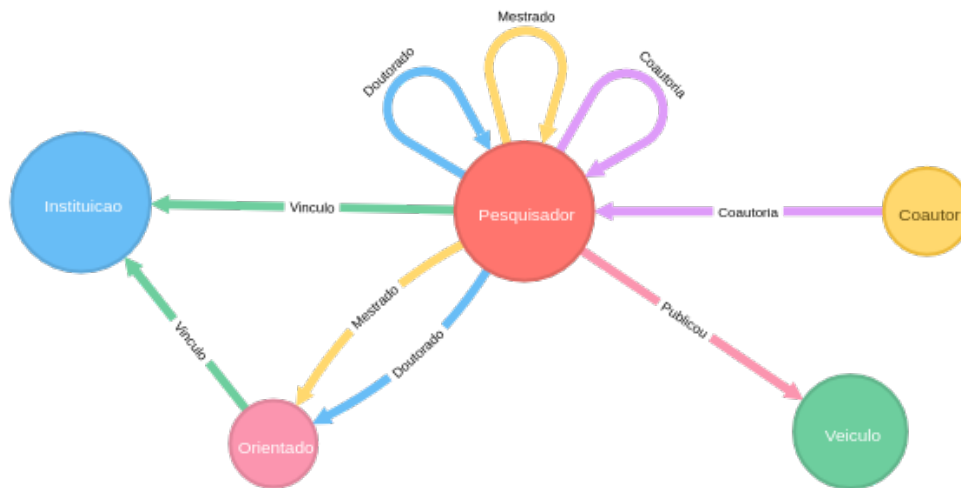 Mestrado
Doutorado
Coautoria
Instituicao
Vinculo
Pesquisador
Coautoria
Coautor
Mestrado
Publicou
Vinculo
Doutorado
Orientado
Veiculo